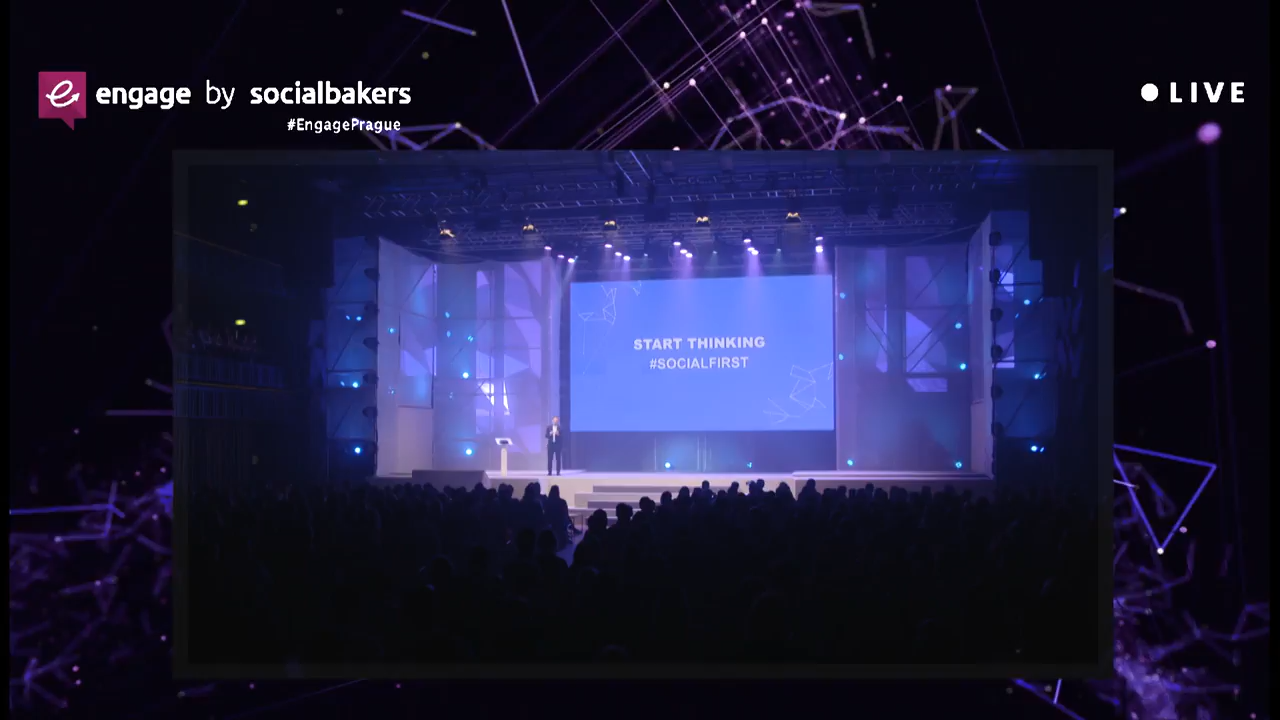 engage by socialbakers
#EngagePrague
LIVE
START THINKING
#SOCIALFIRST